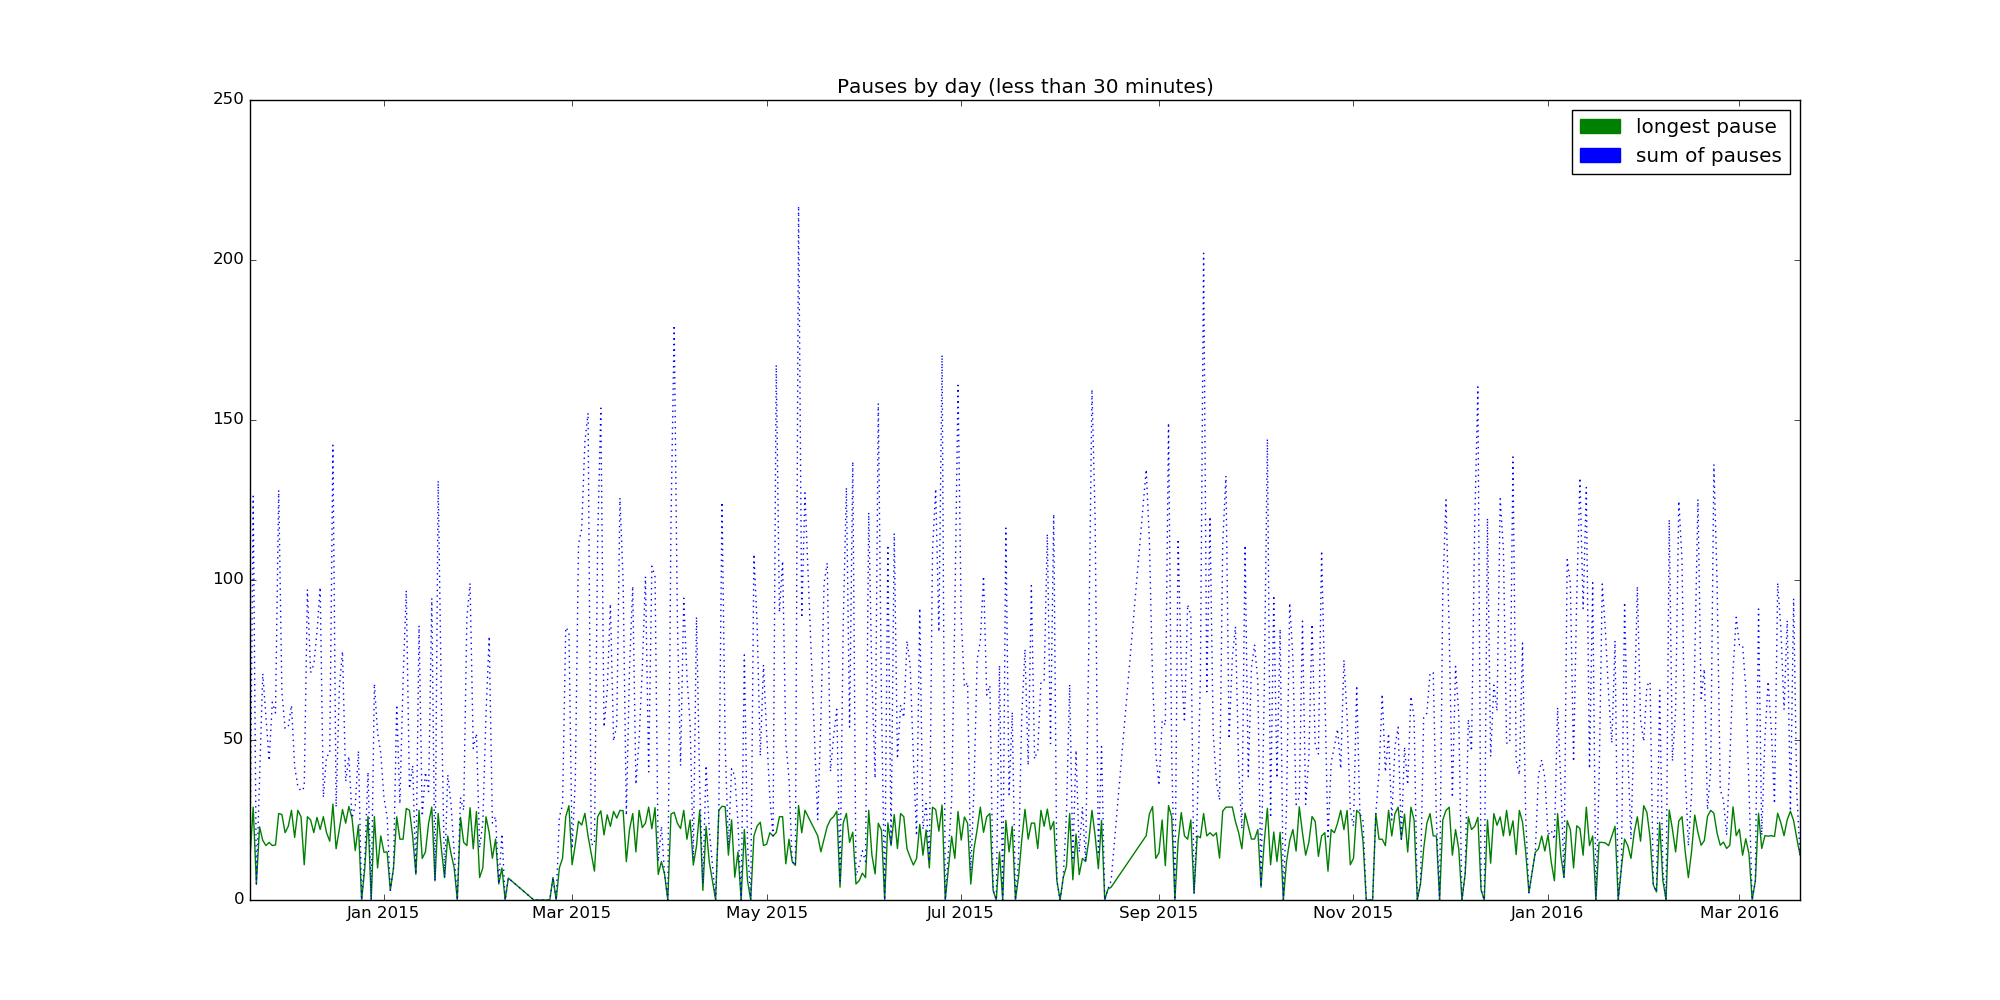 Pauses by day (less than 30 minutes)
250
200
150
100
50
0
longest pause
sum of pauses
Jan 2015 Mar 2015 May 2015 Jul 2015 Sep 2015 Nov 2015 Jan 2016 Mar 2016